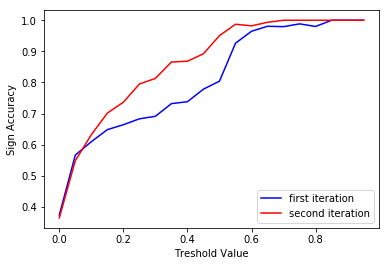 1.0
0.9
0.8
0.7
0.6
0.5
0.4
Sign Accuracy
0.0 0.2 0.4 0.6 0.8
Treshold Value
first iteration
second iteration